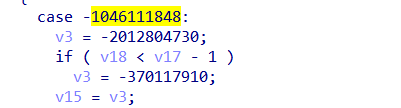 {
case -1046111848:
v3 = -2012804730;
if ( v18 < v17 - 1 )
v3 = -370117910;
v15 = v3;